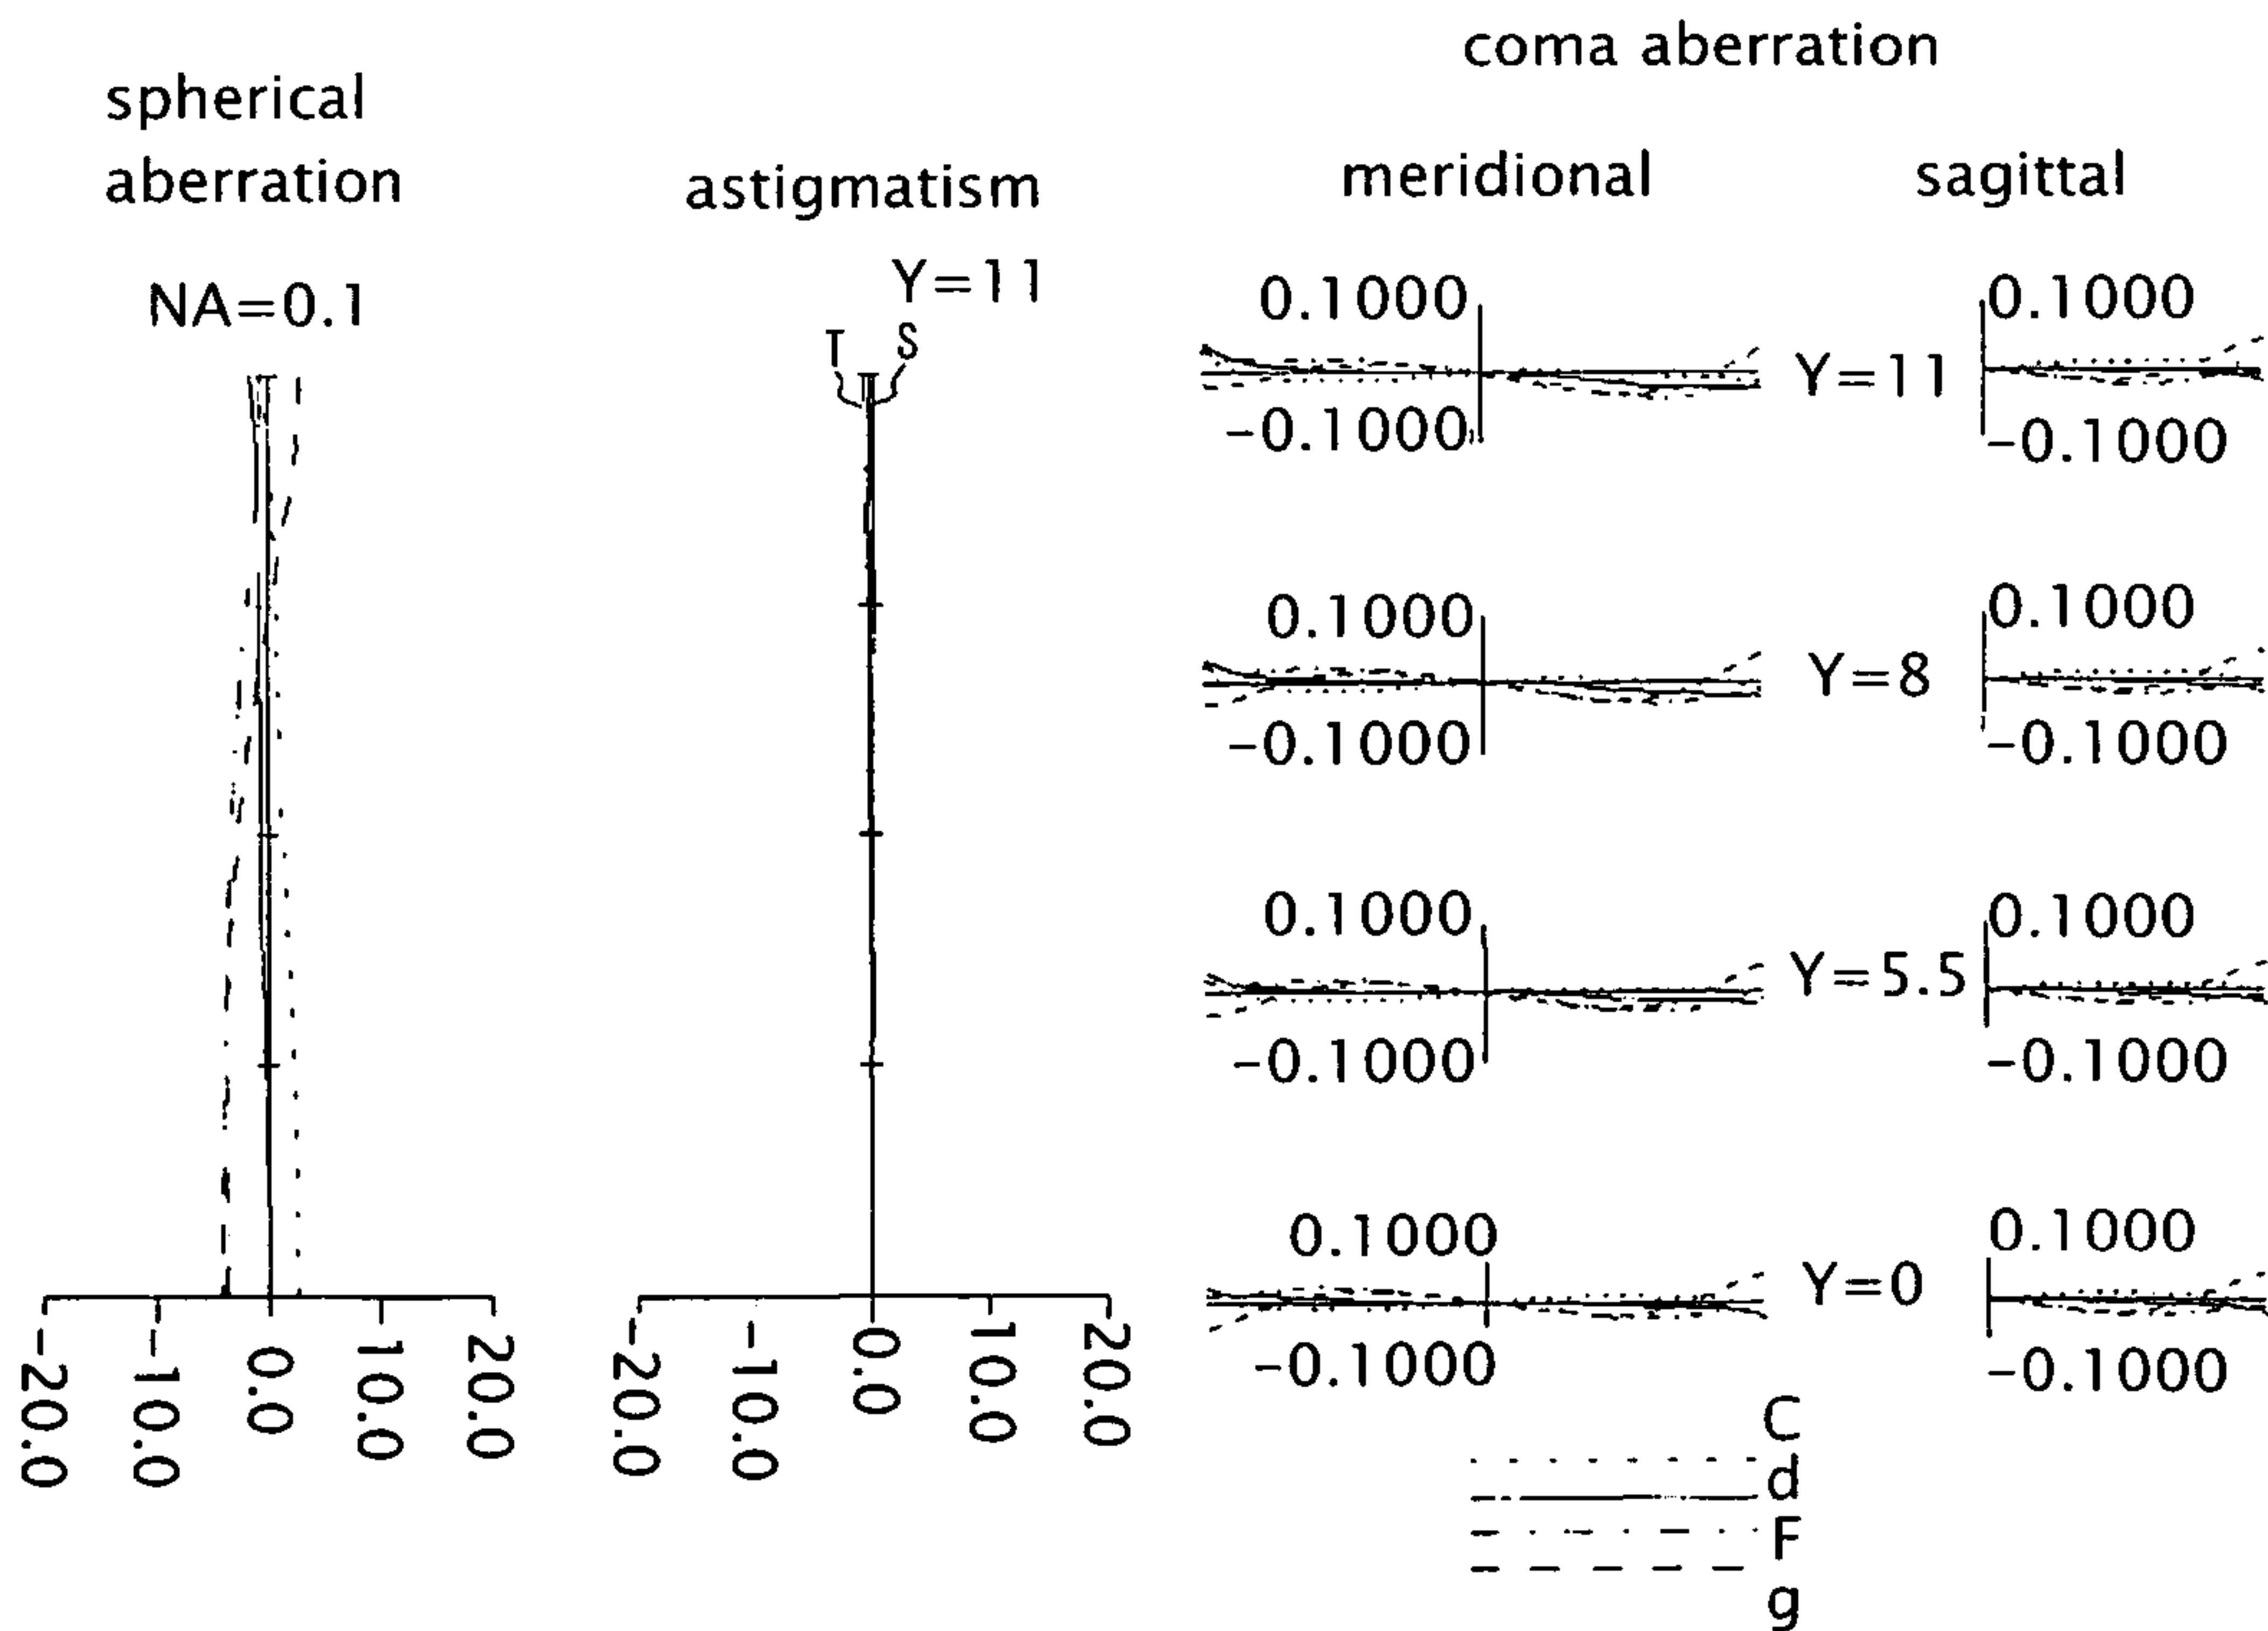 coma aberration
spherical
aberration
astigmatism
meridional
sagittal
NA=0.1
Y=11
T
S
0.1000
-0.1000
Y=11
0.1000
-0.1000
0.1000
-0.1000
Y=8
0.1000
-0.1000
0.1000
-0.1000
Y=5.5
0.1000
-0.1000
0.1000
-0.1000
Y=0
0.1000
-0.1000
-20.0
-10.0
0.0
10.0
20.0
-20.0
-10.0
0.0
10.0
20.0
C
d
F
g